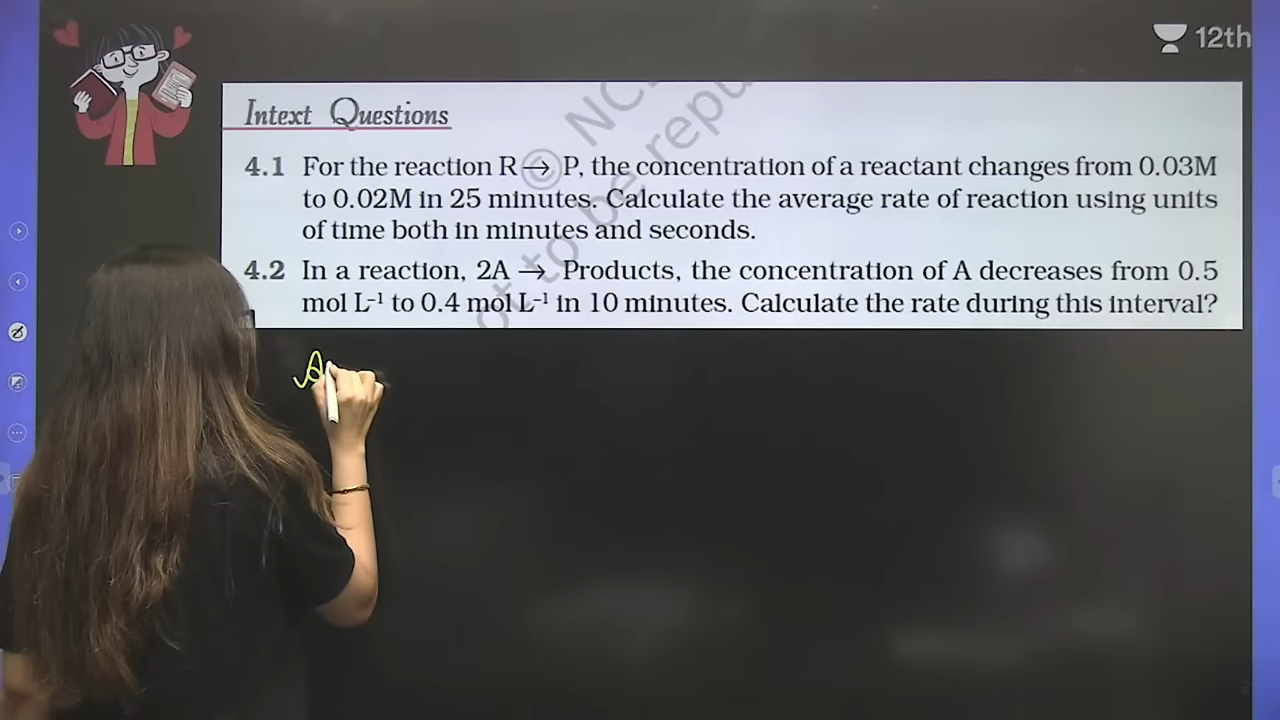 12th
Intext Questions
4.1 For the reaction R → P, the concentration of a reactant changes from 0.03M
to 0.02M in 25 minutes. Calculate the average rate of reaction using units
of time both in minutes and seconds.
4.2 In a reaction, 2A → Products, the concentration of A decreases from 0.5
mol L⁻¹ to 0.4 mol L⁻¹ in 10 minutes. Calculate the rate during this interval?